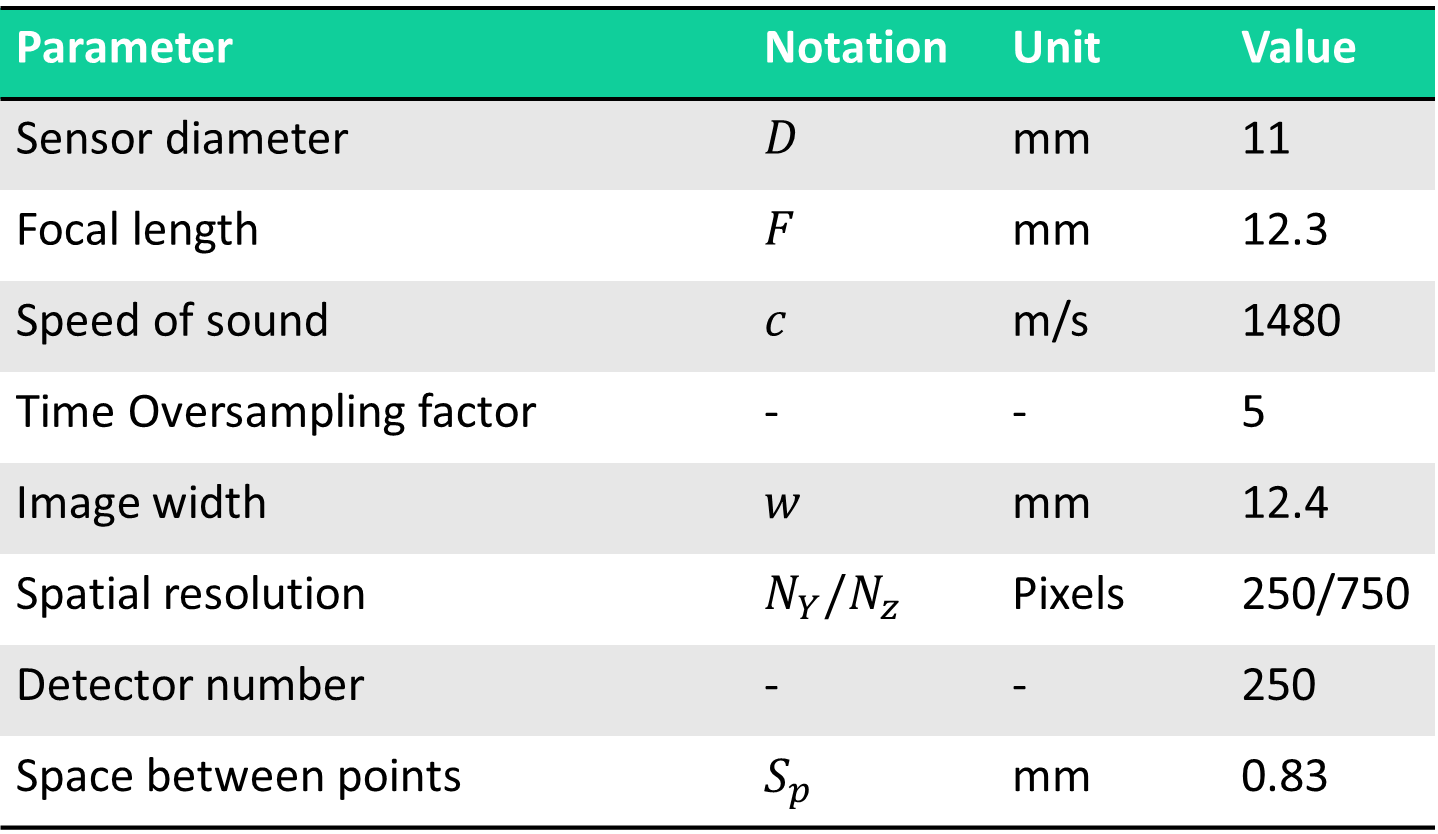 Parameter Notation Unit Value
Sensor diameter D mm 11
Focal length F mm 12.3
Speed of sound c m/s 1480
Time Oversampling factor - - 5
Image width w mm 12.4
Spatial resolution N_Y/N_z Pixels 250/750
Detector number - - 250
Space between points S_p mm 0.83